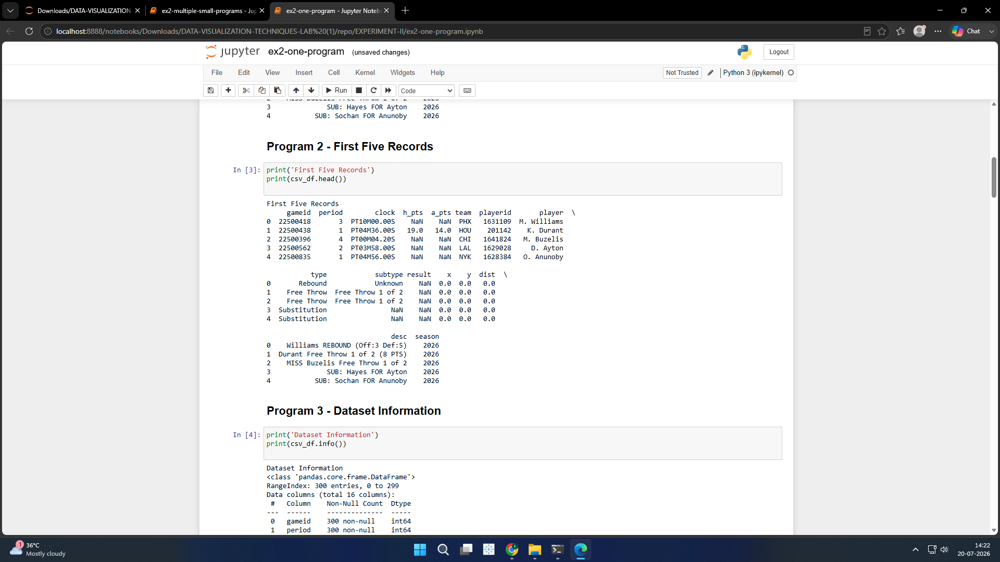 Downloads/DATA-VISUALIZATION
ex2-multiple-small-programs - Jup
ex2-one-program - Jupyter Noteb
localhost:8888/notebooks/Downloads/DATA-VISUALIZATION-TECHNIQUES-LAB%20(1)/repo/EXPERIMENT-II/ex2-one-program.ipynb
Chat
jupyter ex2-one-program (unsaved changes)
Logout
File Edit View Insert Cell Kernel Widgets Help
Not Trusted
Python 3 (ipykernel)
Run
Code
2 MISS Buzelis Free Throw 1 of 2 2026
3 SUB: Hayes FOR Ayton 2026
4 SUB: Sochan FOR Anunoby 2026
Program 2 - First Five Records
In [3]: print('First Five Records')
print(csv_df.head())
First Five Records
gameid period clock h_pts a_pts team playerid player \
0 22500418 3 PT10M00.00S NaN NaN PHX 1631109 M. Williams
1 22500438 1 PT04M36.00S 19.0 14.0 HOU 201142 K. Durant
2 22500396 4 PT00M04.20S NaN NaN CHI 1641824 M. Buzelis
3 22500562 2 PT03M58.00S NaN NaN LAL 1629028 D. Ayton
4 22500835 1 PT04M56.00S NaN NaN NYK 1628384 O. Anunoby
type subtype result x y dist \
0 Rebound Unknown NaN 0.0 0.0 0.0
1 Free Throw Free Throw 1 of 2 NaN 0.0 0.0 0.0
2 Free Throw Free Throw 1 of 2 NaN 0.0 0.0 0.0
3 Substitution NaN NaN 0.0 0.0 0.0
4 Substitution NaN NaN 0.0 0.0 0.0
desc season
0 Williams REBOUND (Off:3 Def:5) 2026
1 Durant Free Throw 1 of 2 (8 PTS) 2026
2 MISS Buzelis Free Throw 1 of 2 2026
3 SUB: Hayes FOR Ayton 2026
4 SUB: Sochan FOR Anunoby 2026
Program 3 - Dataset Information
In [4]: print('Dataset Information')
print(csv_df.info())
Dataset Information
<class 'pandas.core.frame.DataFrame'>
RangeIndex: 300 entries, 0 to 299
Data columns (total 16 columns):
# Column Non-Null Count Dtype
--- ------ -------------- -----
0 gameid 300 non-null int64
1 period 300 non-null int64
1
36°C
Mostly cloudy
E
14:22
20-07-2026